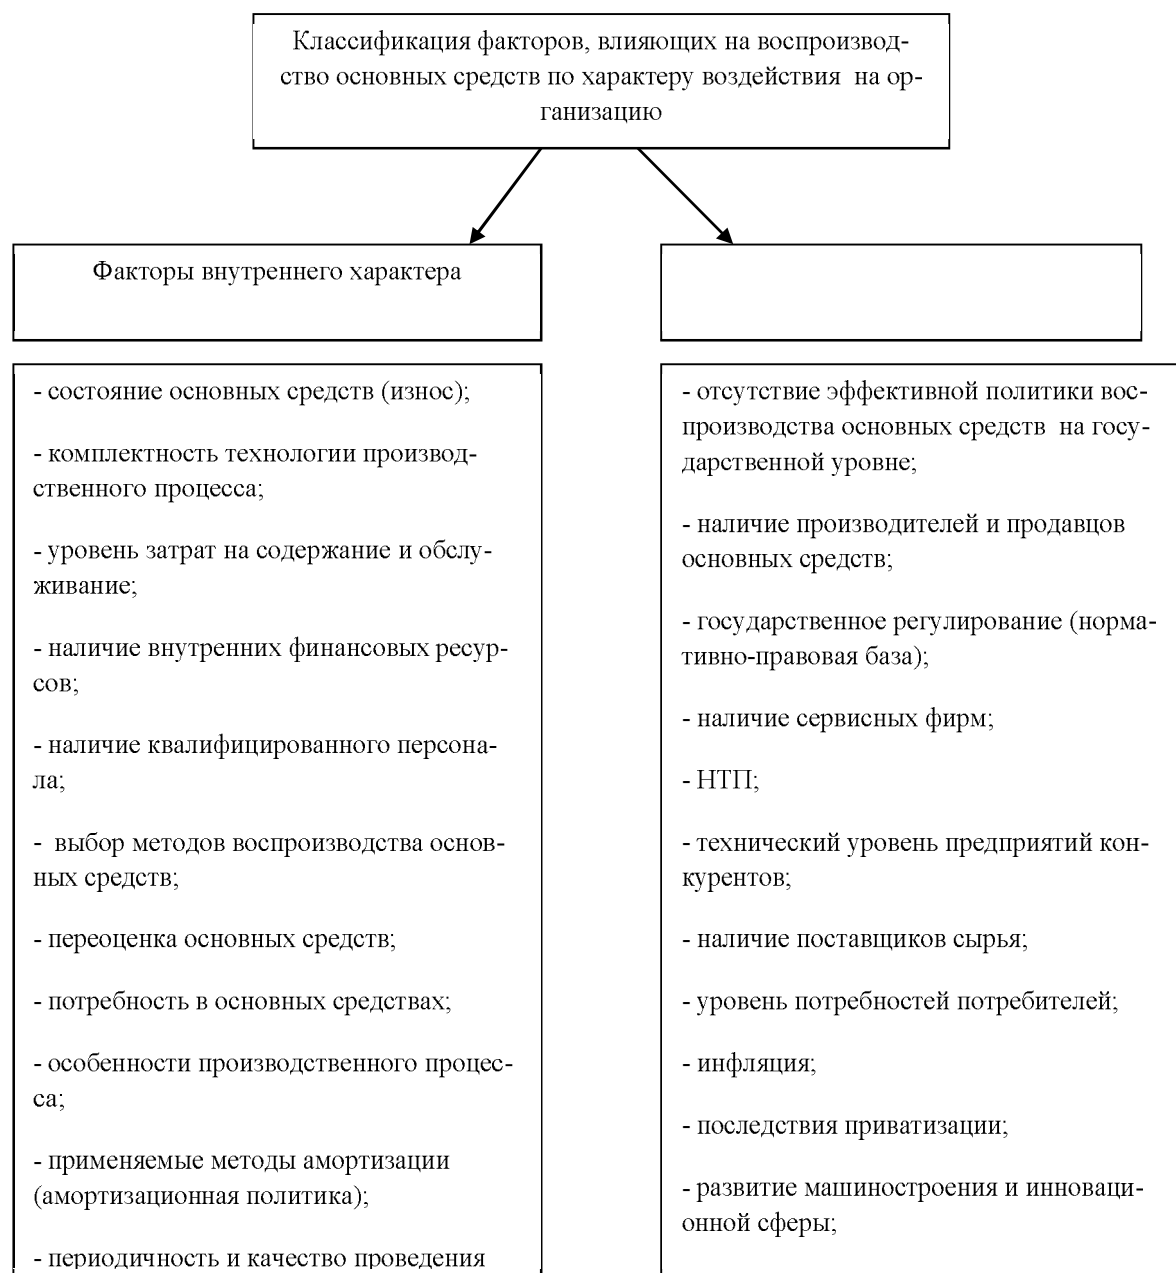 Классификация факторов, влияющих на воспроизвод-
ство основных средств по характеру воздействия на ор-
ганизацию
Факторы внутреннего характера
- состояние основных средств (износ);
- комплектность технологии производ-
ственного процесса;
- уровень затрат на содержание и обслу-
живание;
- наличие внутренних финансовых ресур-
сов;
- наличие квалифицированного персона-
ла;
- выбор методов воспроизводства основ-
ных средств;
- переоценка основных средств;
- потребность в основных средствах;
- особенности производственного процес-
са;
- применяемые методы амортизации
(амортизационная политика);
- периодичность и качество проведения
- отсутствие эффективной политики вос-
производства основных средств на госу-
дарственной уровне;
- наличие производителей и продавцов
основных средств;
- государственное регулирование (норма-
тивно-правовая база);
- наличие сервисных фирм;
- НТП;
- технический уровень предприятий кон-
курентов;
- наличие поставщиков сырья;
- уровень потребностей потребителей;
- инфляция;
- последствия приватизации;
- развитие машиностроения и инноваци-
онной сферы;